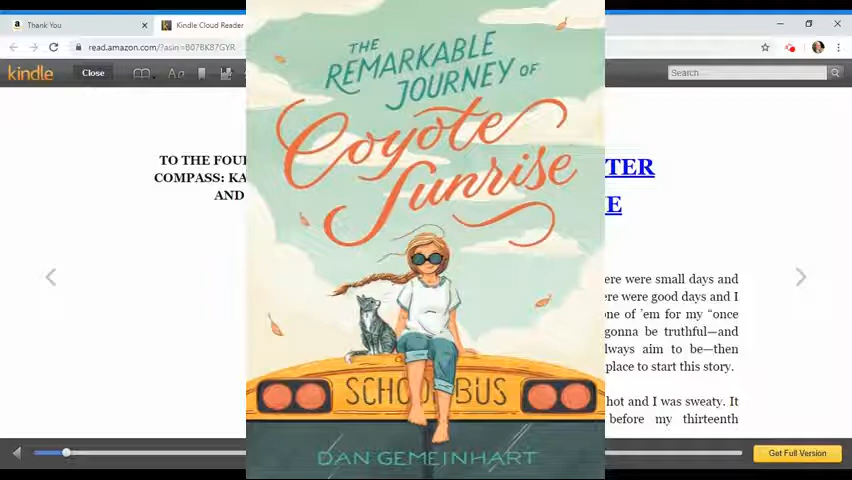 Thank You
Kindle Cloud Reader
read.amazon.com/?asin=B07BK87GYR
kindle
Close
Aa
Search...
THE
REMARKABLE
JOURNEY OF
Coyote
Sunrise
SCHOOL BUS
DAN GEMEINHART
TO THE FOU
COMPASS: KA
AND
TER
E
ere were small days and
ere were good days and I
one of 'em for my “once
gonna be truthful—and
lways aim to be—then
place to start this story.
hot and I was sweaty. It
before my thirteenth
Get Full Version